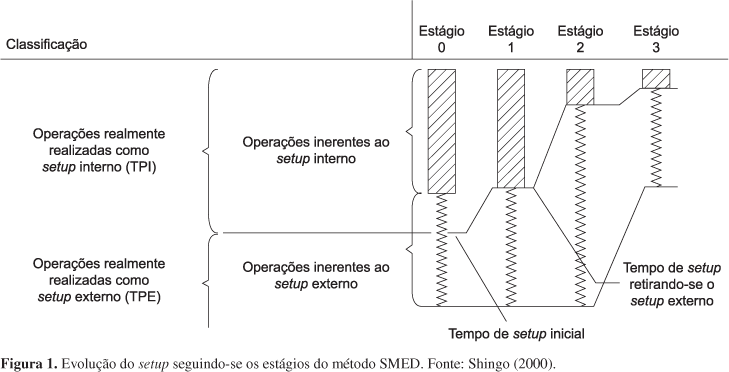 Classificação
Estágio
0
Estágio
1
Estágio
2
Estágio
3
Operações realmente
realizadas como
setup interno (TPI)
Operações inerentes ao
setup interno
Operações realmente
realizadas como
setup externo (TPE)
Operações inerentes ao
setup externo
Tempo de setup
retirando-se o
setup externo
Tempo de setup inicial
Figura 1. Evolução do setup seguindo-se os estágios do método SMED. Fonte: Shingo (2000).